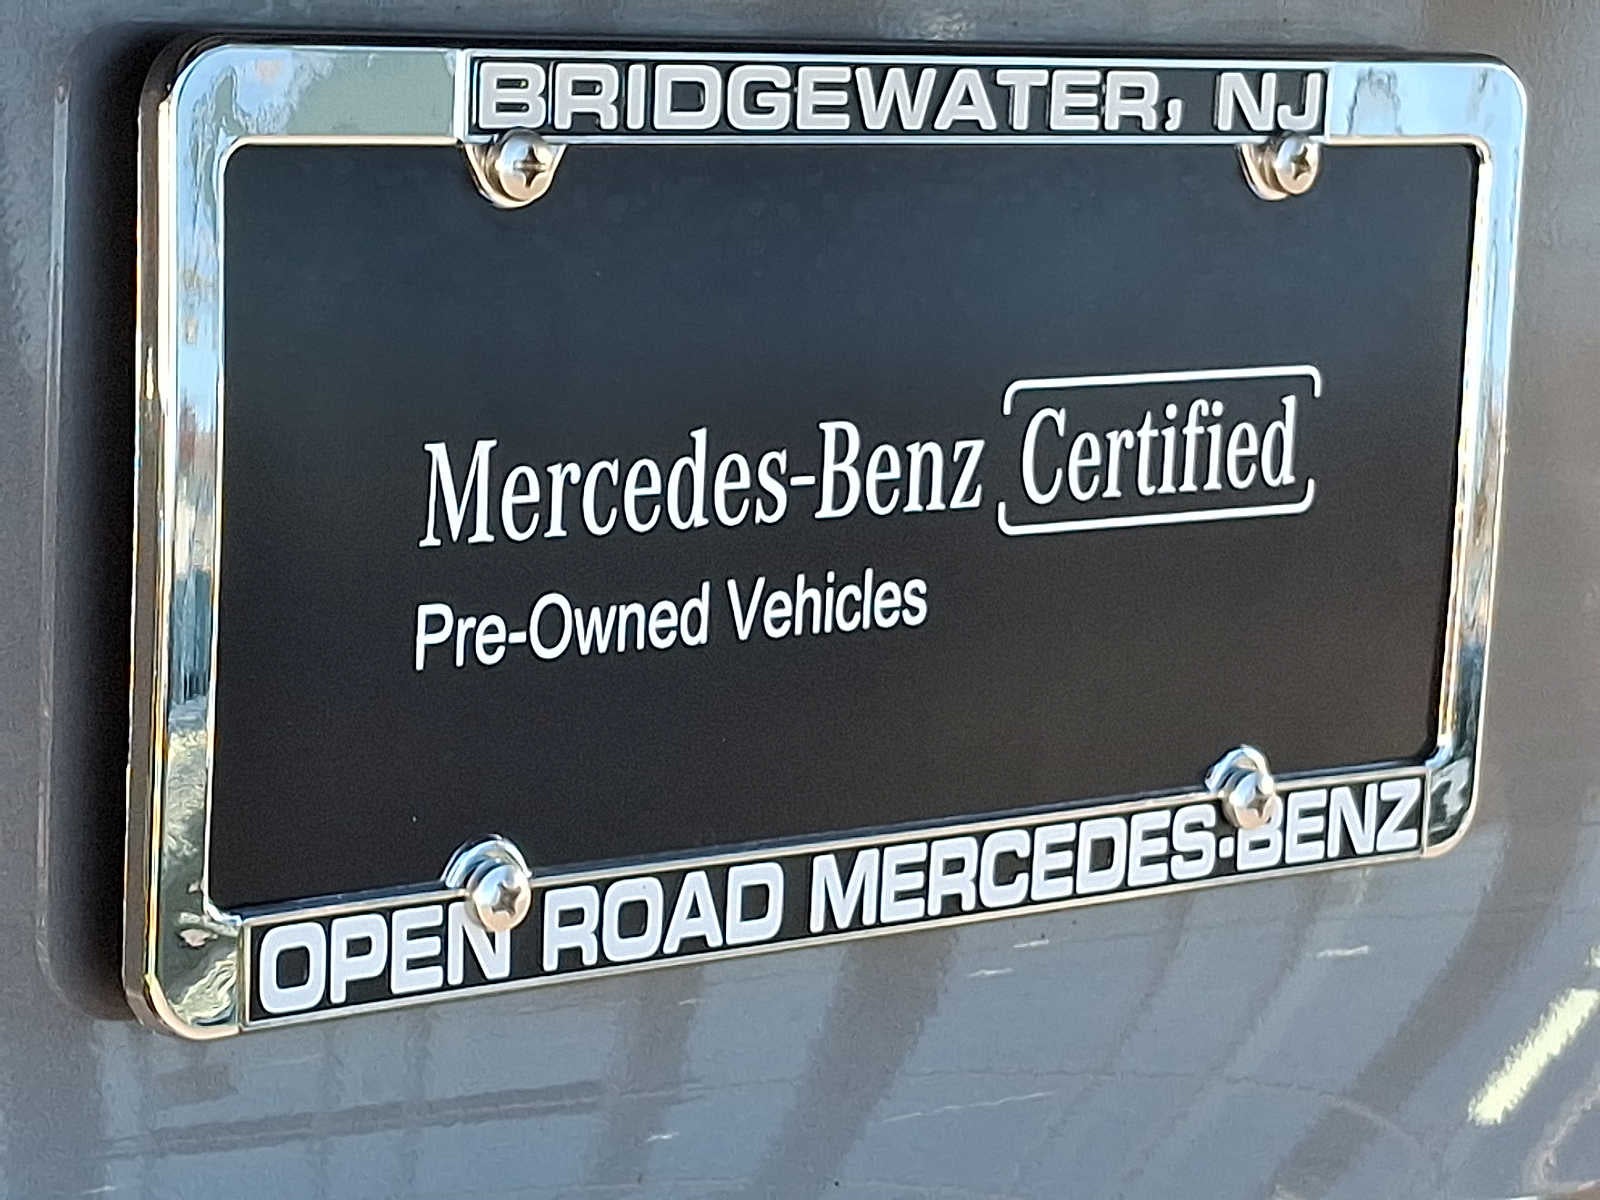 BRIDGEWATER, NJ
Mercedes-Benz Certified
Pre-Owned Vehicles
OPEN ROAD MERCEDES-BENZ